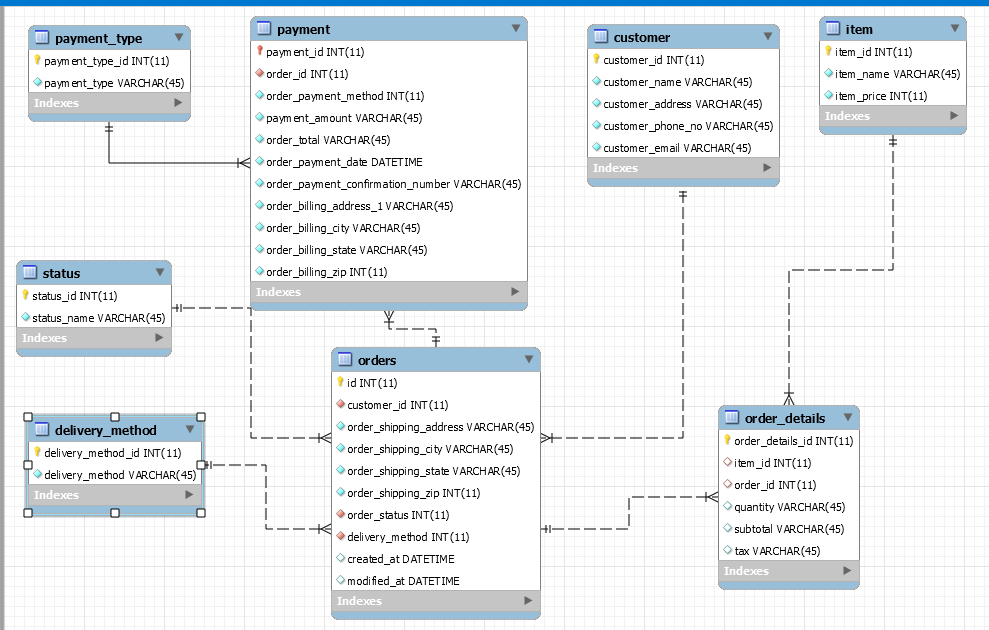 payment_type
payment_type_id INT(11)
payment_type VARCHAR(45)
Indexes
payment
payment_id INT(11)
order_id INT(11)
order_payment_method INT(11)
payment_amount VARCHAR(45)
order_total VARCHAR(45)
order_payment_date DATETIME
order_payment_confirmation_number VARCHAR(45)
order_billing_address_1 VARCHAR(45)
order_billing_city VARCHAR(45)
order_billing_state VARCHAR(45)
order_billing_zip INT(11)
Indexes
customer
customer_id INT(11)
customer_name VARCHAR(45)
customer_address VARCHAR(45)
customer_phone_no VARCHAR(45)
customer_email VARCHAR(45)
Indexes
item
item_id INT(11)
item_name VARCHAR(45)
item_price INT(11)
Indexes
status
status_id INT(11)
status_name VARCHAR(45)
Indexes
delivery_method
delivery_method_id INT(11)
delivery_method VARCHAR(45)
Indexes
orders
id INT(11)
customer_id INT(11)
order_shipping_address VARCHAR(45)
order_shipping_city VARCHAR(45)
order_shipping_state VARCHAR(45)
order_shipping_zip INT(11)
order_status INT(11)
delivery_method INT(11)
created_at DATETIME
modified_at DATETIME
Indexes
order_details
order_details_id INT(11)
item_id INT(11)
order_id INT(11)
quantity VARCHAR(45)
subtotal VARCHAR(45)
tax VARCHAR(45)
Indexes